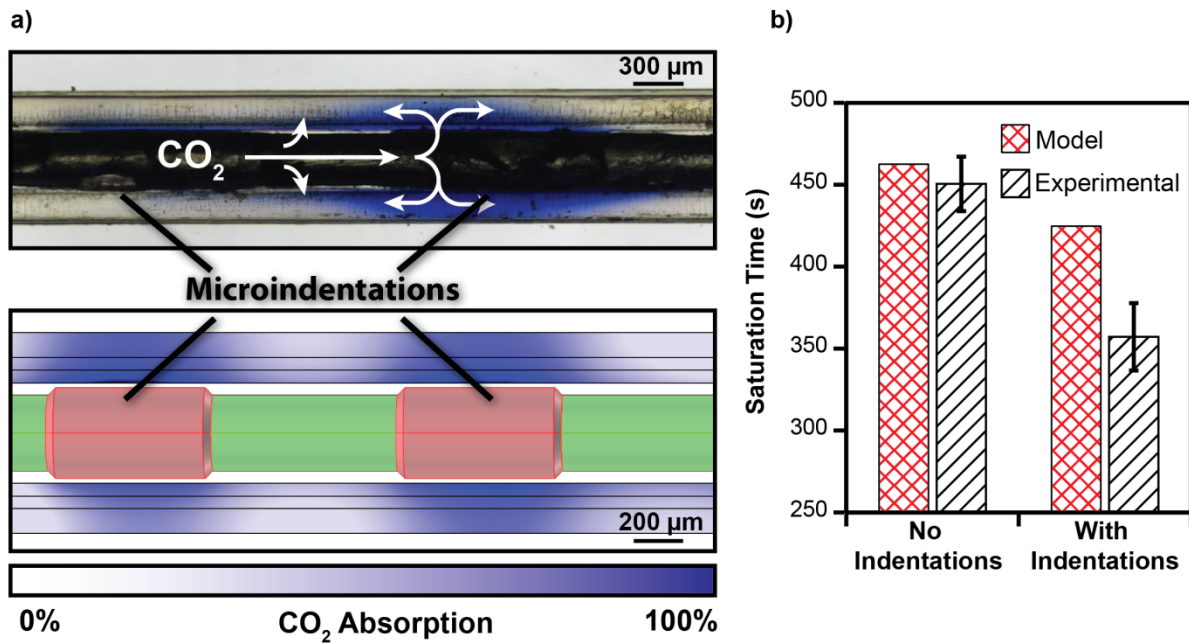 a)
300 µm
CO₂
Microindentations
200 µm
0%
CO₂ Absorption
100%
b)
Saturation Time (s)
500
450
400
350
300
250
Model
Experimental
No
Indentations
With
Indentations